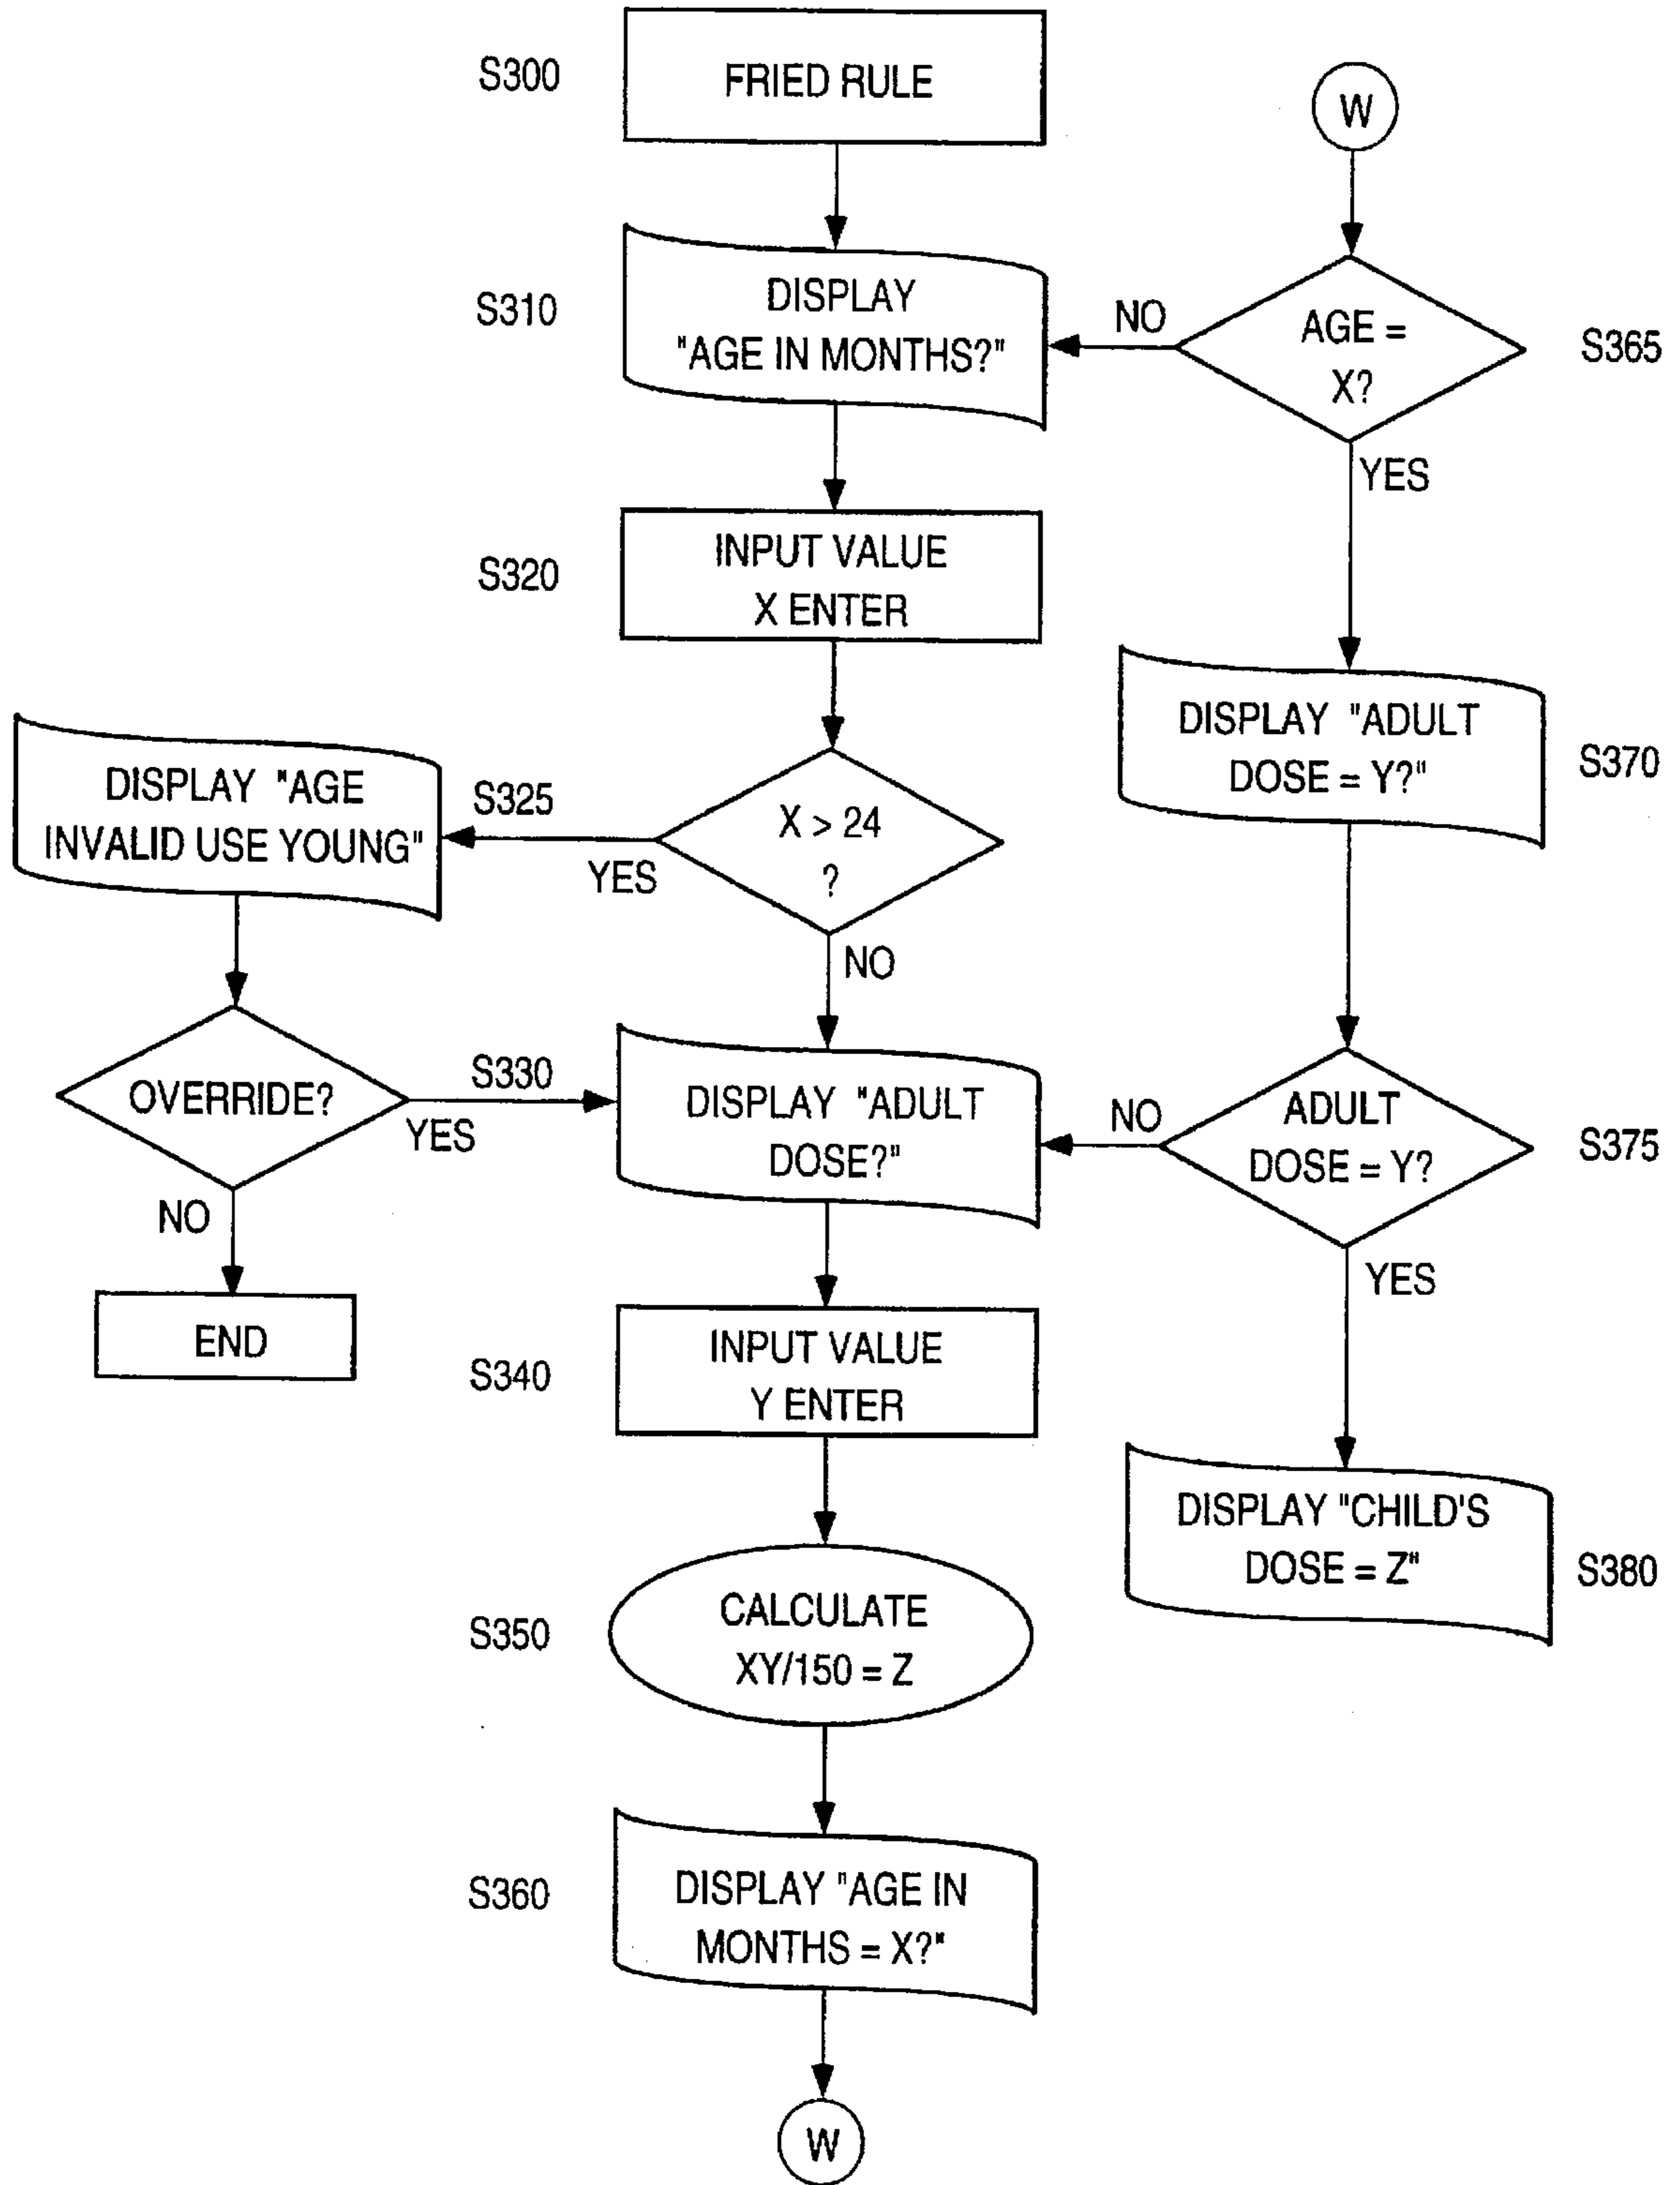 S300
FRIED RULE
S310
DISPLAY
"AGE IN MONTHS?"
S320
INPUT VALUE
X ENTER
X > 24
?
YES
NO
S325
DISPLAY "AGE
INVALID USE YOUNG"
OVERRIDE?
YES
NO
END
S330
DISPLAY "ADULT
DOSE?"
S340
INPUT VALUE
Y ENTER
S350
CALCULATE
XY/150 = Z
S360
DISPLAY "AGE IN
MONTHS = X?"
W
W
AGE =
X?
S365
NO
YES
DISPLAY "ADULT
DOSE = Y?"
S370
ADULT
DOSE = Y?
S375
NO
YES
DISPLAY "CHILD'S
DOSE = Z"
S380